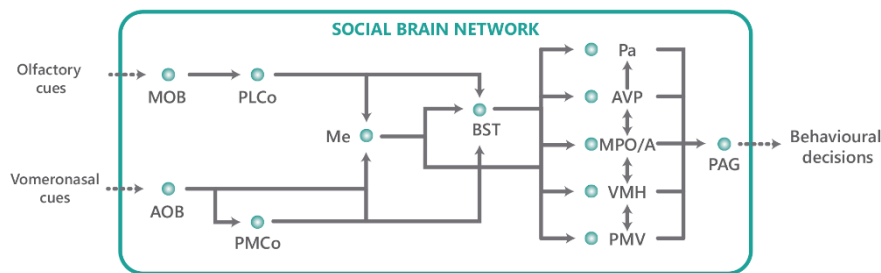 SOCIAL BRAIN NETWORK
Olfactory
cues
MOB
PLCo
Me
BST
Pa
AVP
MPO/A
VMH
PMV
PAG
Behavioural
decisions
Vomeronasal
cues
AOB
PMCo